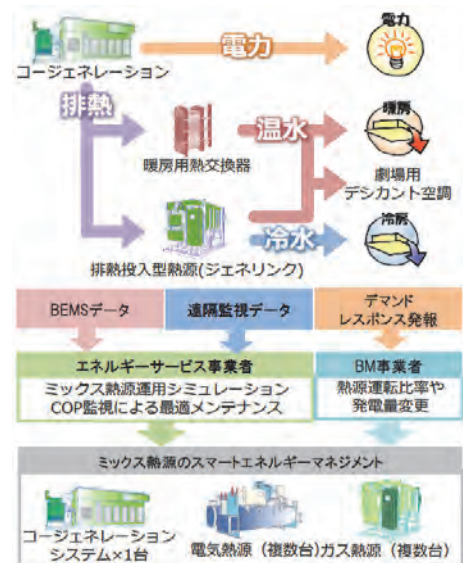 電力
電力
コージェネレーション
排熱
温水
暖房
暖房用熱交換器
劇場用
デシカント空調
冷水
冷房
排熱投入型熱源(ジェネリンク)
BEMSデータ
遠隔監視データ
デマンド
レスポンス発報
エネルギーサービス事業者
ミックス熱源運用シミュレーション
COP監視による最適メンテナンス
BM事業者
熱源運転比率や
発電量変更
ミックス熱源のスマートエネルギーマネジメント
コージェネレーション
システム×1台
電気熱源（複数台)
ガス熱源（複数台）